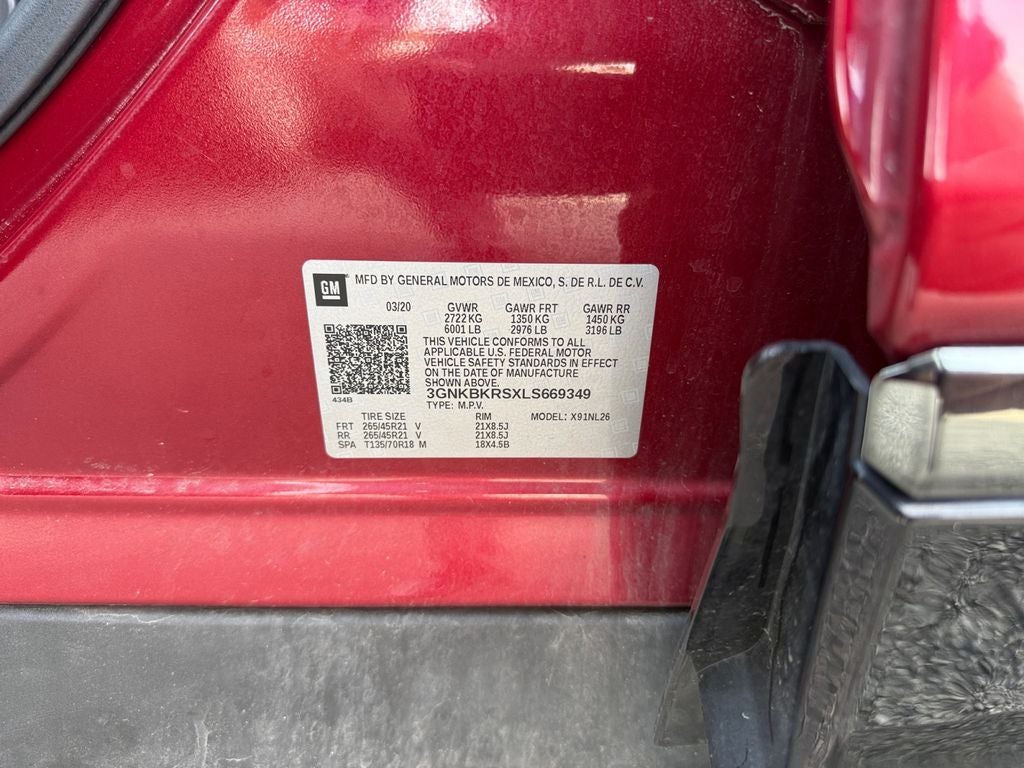 GM
MFD BY GENERAL MOTORS DE MEXICO, S. DE R.L. DE C.V.
03/20 GVWR GAWR FRT GAWR RR
2722 KG 1350 KG 1450 KG
6001 LB 2976 LB 3196 LB
THIS VEHICLE CONFORMS TO ALL
APPLICABLE U.S. FEDERAL MOTOR
VEHICLE SAFETY STANDARDS IN EFFECT
ON THE DATE OF MANUFACTURE
SHOWN ABOVE.
434B
3GNKBKRSXLS669349
TYPE: M.P.V. MODEL: X91NL26
TIRE SIZE RIM
FRT 265/45R21 V 21X8.5J
RR 265/45R21 V 21X8.5J
SPA T135/70R18 M 18X4.5B